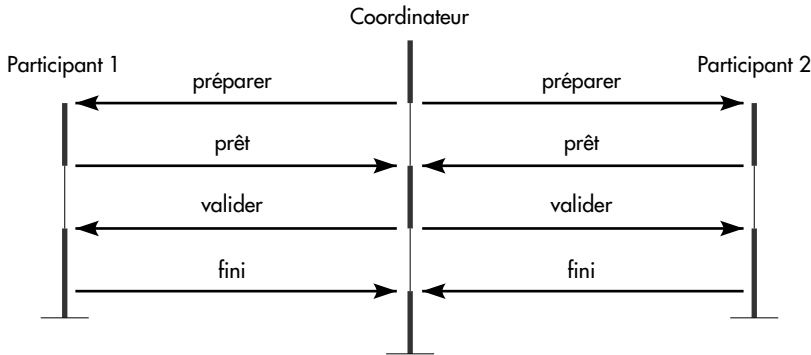 Coordinateur
Participant 1
Participant 2
préparer
préparer
prêt
prêt
valider
valider
fini
fini